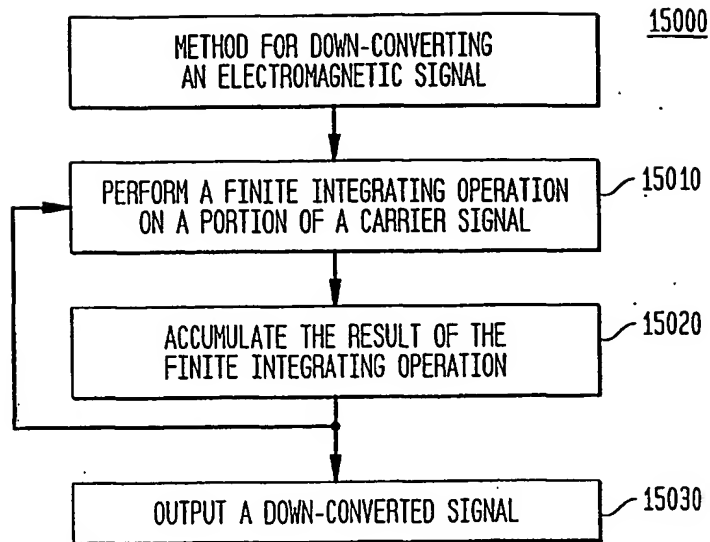 15000
METHOD FOR DOWN-CONVERTING
AN ELECTROMAGNETIC SIGNAL
PERFORM A FINITE INTEGRATING OPERATION
ON A PORTION OF A CARRIER SIGNAL
15010
ACCUMULATE THE RESULT OF THE
FINITE INTEGRATING OPERATION
15020
OUTPUT A DOWN-CONVERTED SIGNAL
15030